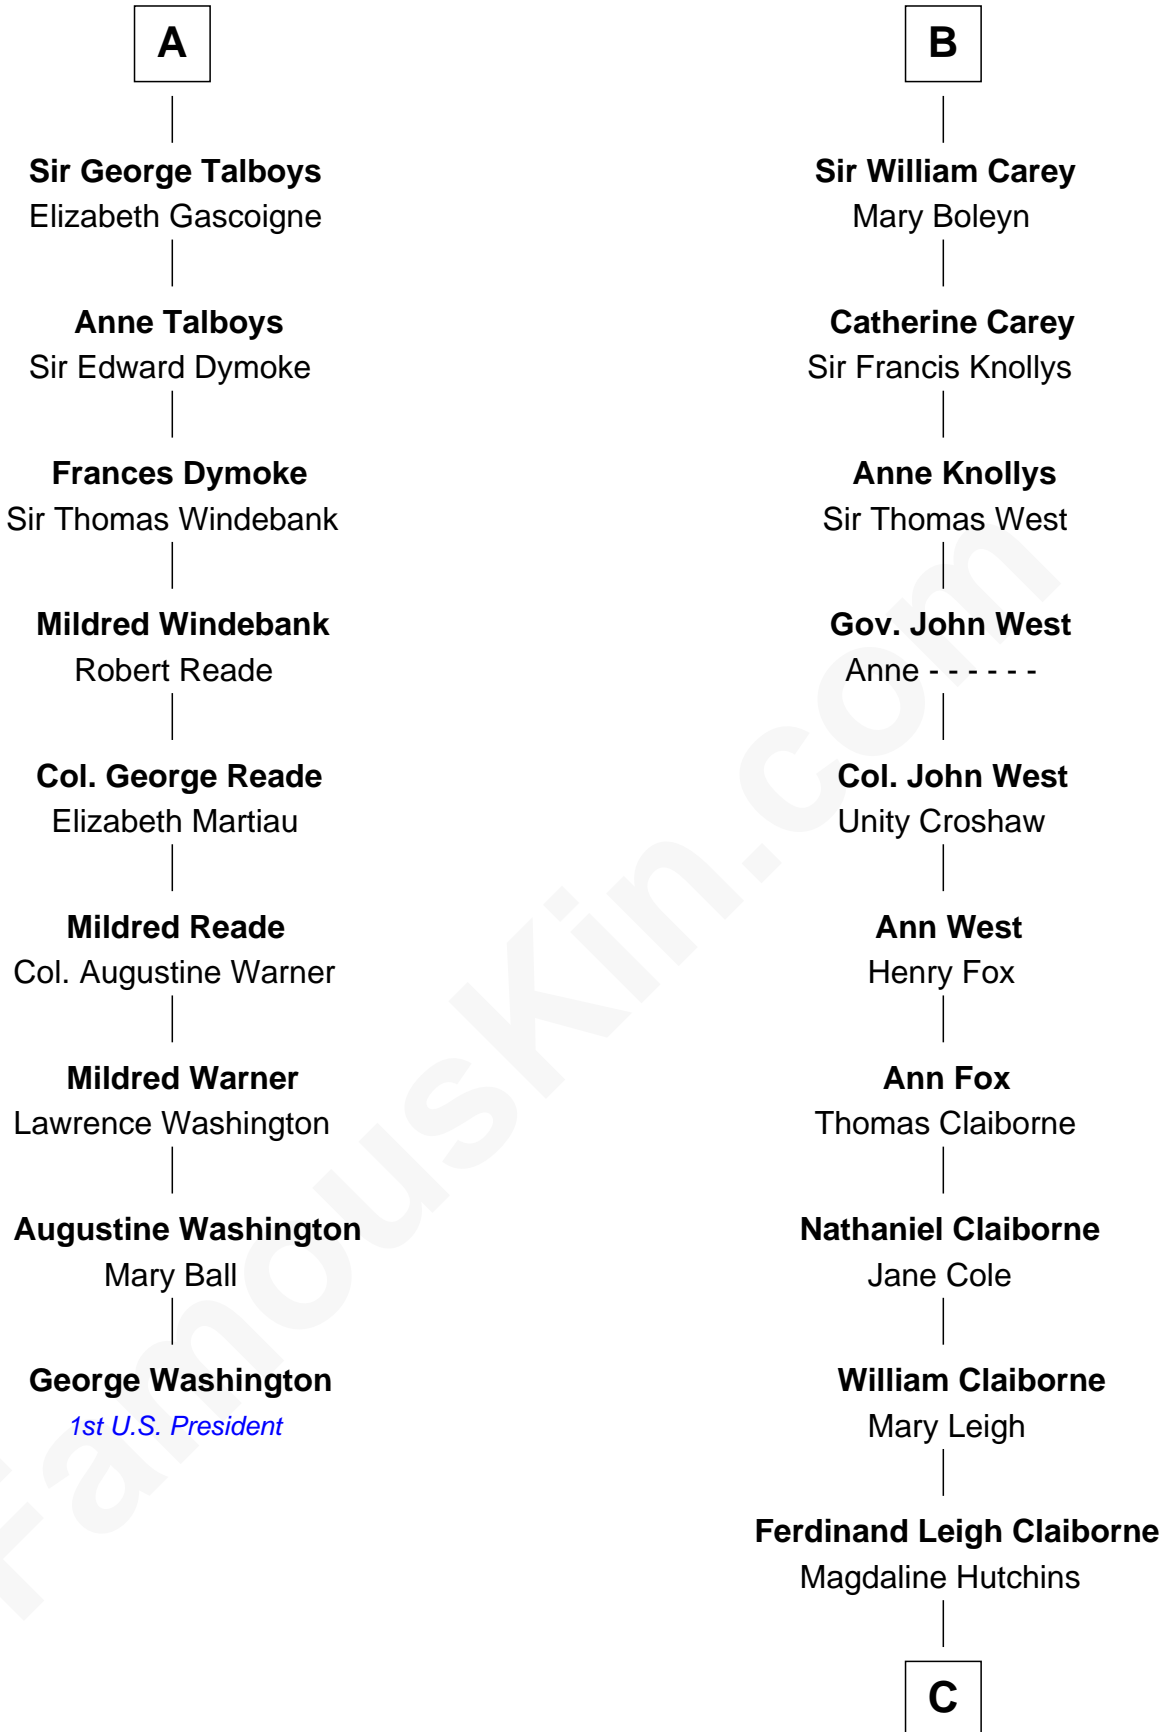 A
Sir George Talboys
Elizabeth Gascoigne
Anne Talboys
Sir Edward Dymoke
Frances Dymoke
Sir Thomas Windebank
Mildred Windebank
Robert Reade
Col. George Reade
Elizabeth Martiau
Mildred Reade
Col. Augustine Warner
Mildred Warner
Lawrence Washington
Augustine Washington
Mary Ball
George Washington
1st U.S. President
B
Sir William Carey
Mary Boleyn
Catherine Carey
Sir Francis Knollys
Anne Knollys
Sir Thomas West
Gov. John West
Anne - - - - - -
Col. John West
Unity Croshaw
Ann West
Henry Fox
Ann Fox
Thomas Claiborne
Nathaniel Claiborne
Jane Cole
William Claiborne
Mary Leigh
Ferdinand Leigh Claiborne
Magdaline Hutchins
C
FamousKin.com